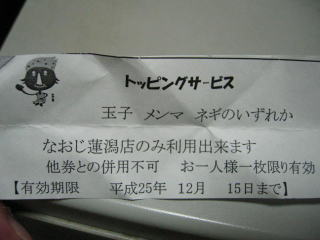 トッピングサービス
玉子 メンマ ネギのいずれか
なおじ蓮潟店のみ利用出来ます
他券との併用不可 お一人様一枚限り有効
【有効期限 平成25年 12月 15日まで】